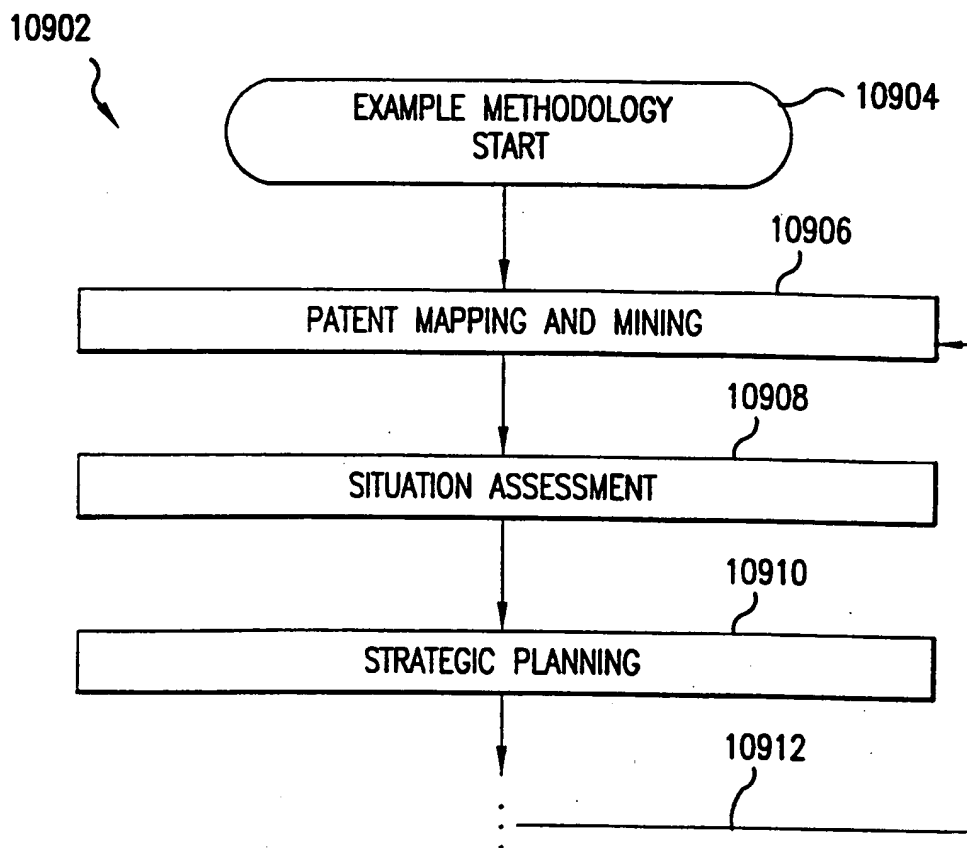 10902
EXAMPLE METHODOLOGY
START
10904
10906
PATENT MAPPING AND MINING
10908
SITUATION ASSESSMENT
10910
STRATEGIC PLANNING
10912